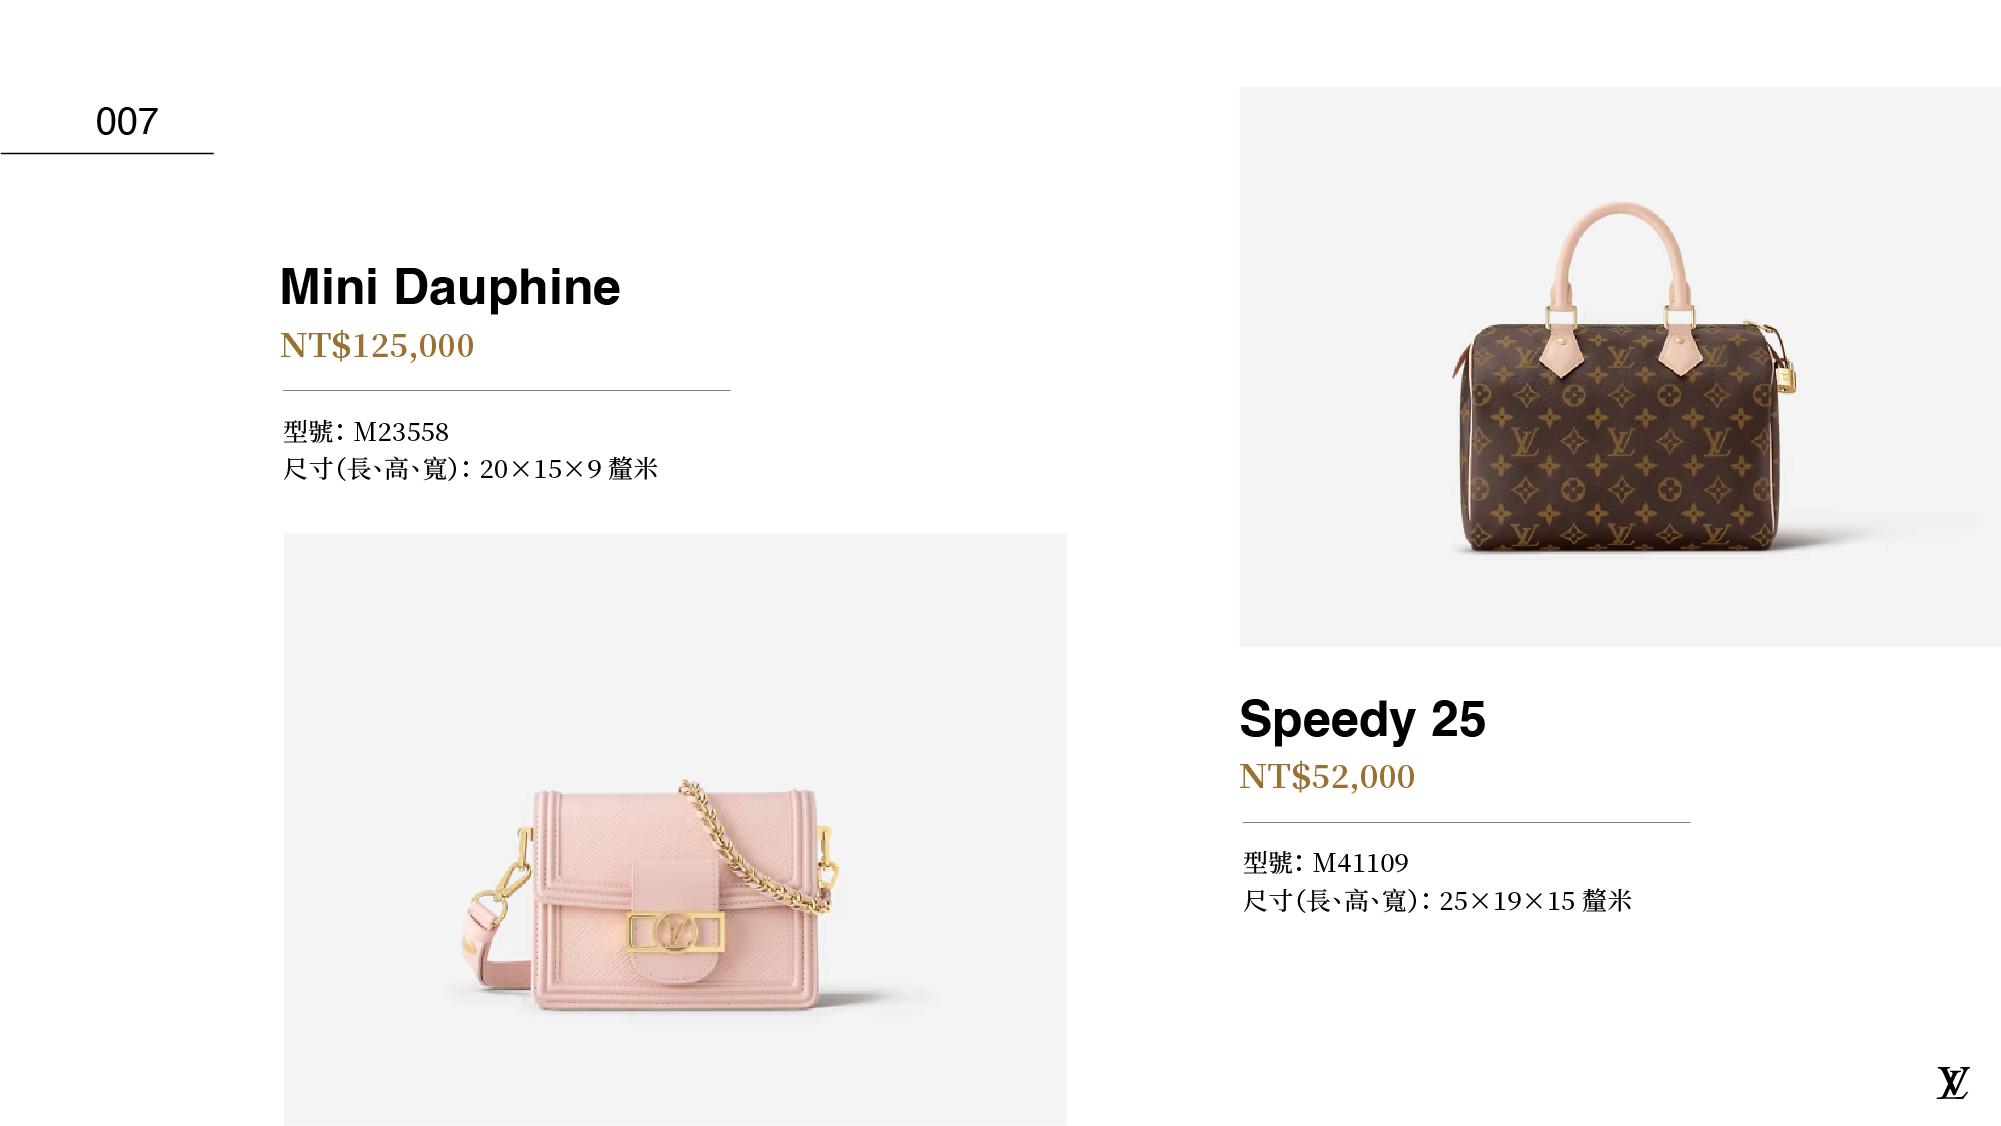 007
Mini Dauphine
NT$125,000
型號：M23558
尺寸（長、高、寬）：20×15×9 釐米
Speedy 25
NT$52,000
型號：M41109
尺寸（長、高、寬）：25×19×15 釐米
LV